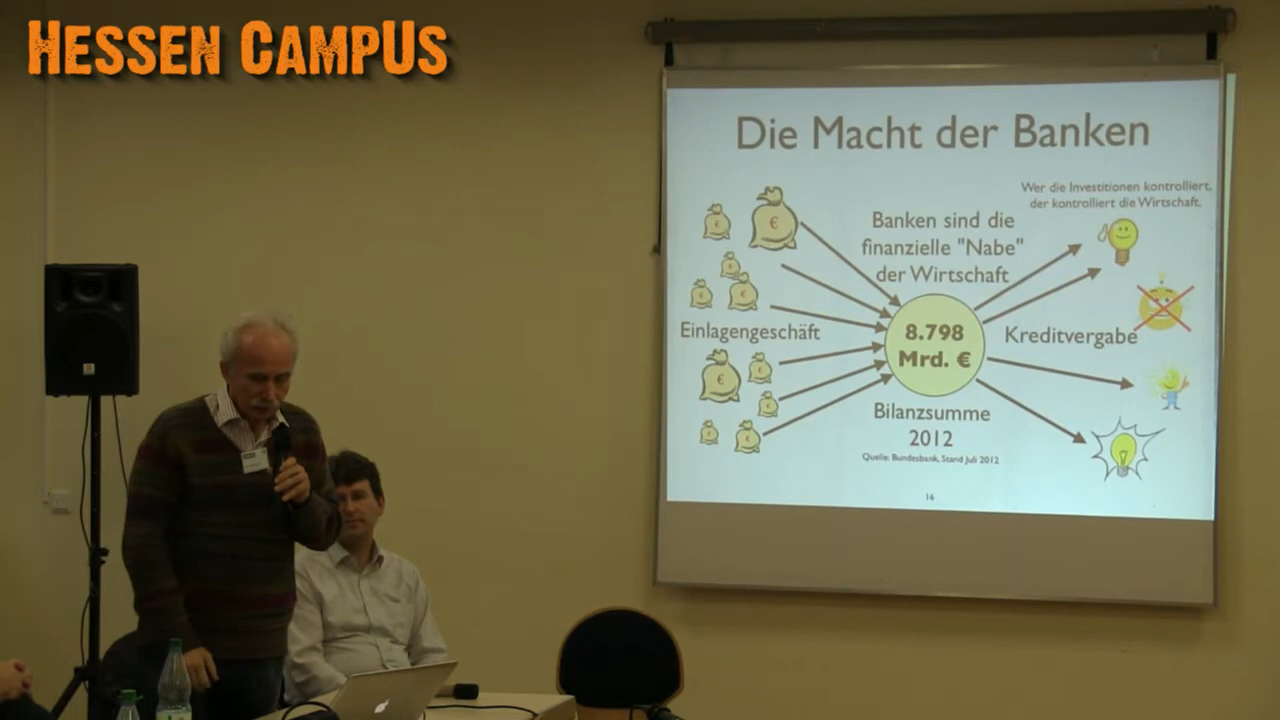 HESSEN CAMPUS
Die Macht der Banken
Wer die Investitionen kontrolliert,
der kontrolliert die Wirtschaft.
Banken sind die
finanzielle "Nabe"
der Wirtschaft
Einlagengeschäft
8.798
Mrd. €
Kreditvergabe
Bilanzsumme
2012
Quelle: Bundesbank, Stand Juli 2012
16